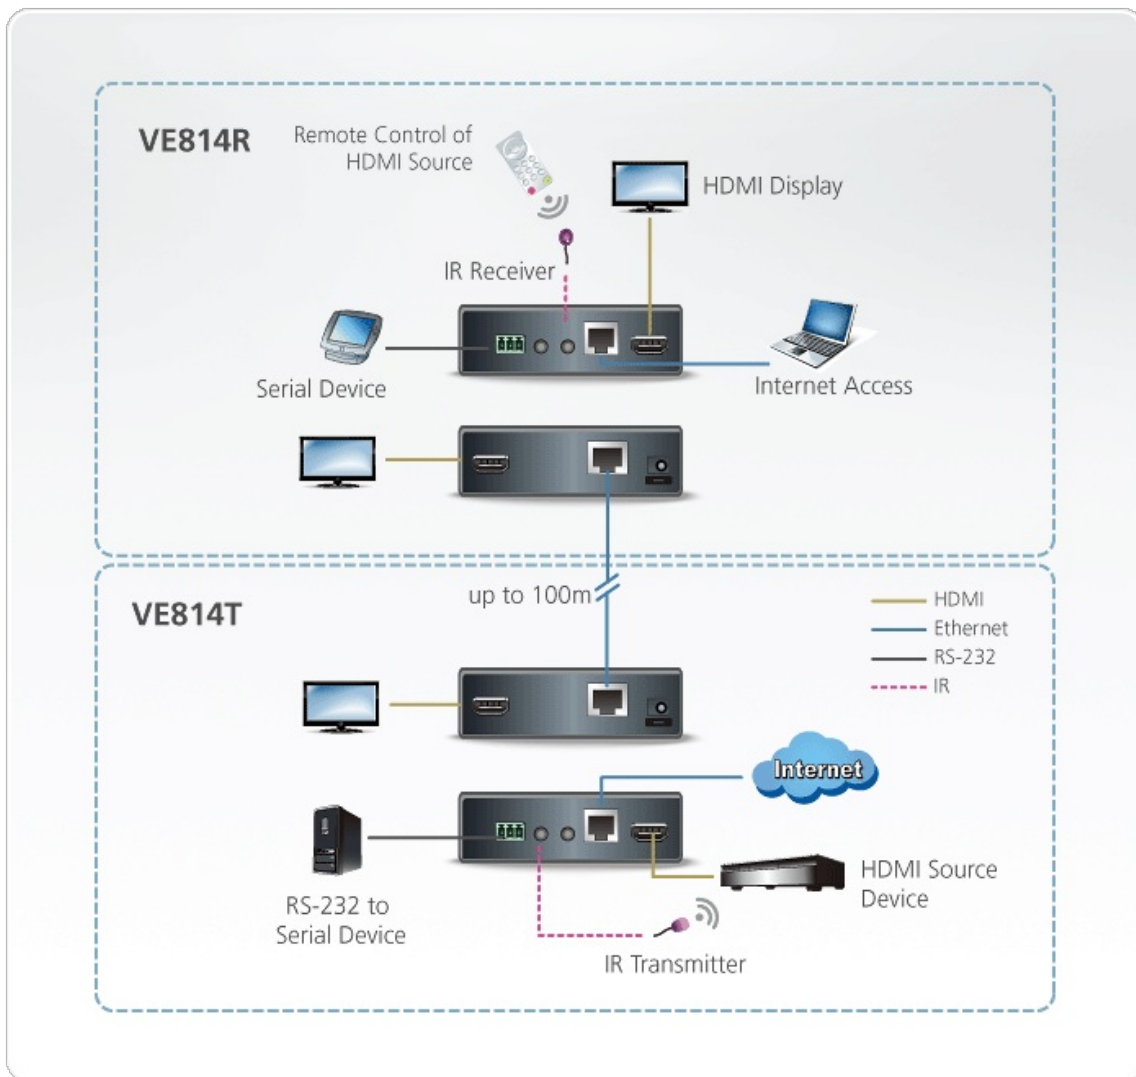 VE814R
Remote Control of
HDMI Source
HDMI Display
IR Receiver
Serial Device
Internet Access
up to 100m
VE814T
HDMI
Ethernet
RS-232
IR
Internet
RS-232 to
Serial Device
HDMI Source
Device
IR Transmitter